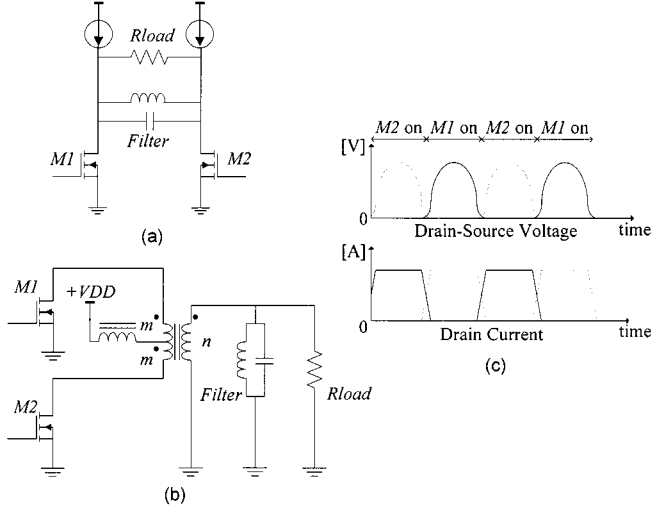 Rload
Filter
M1
M2
(a)
M1
+VDD
m
m
n
M2
Filter
Rload
(b)
M2 on M1 on M2 on M1 on
[V]
0
Drain-Source Voltage
time
[A]
0
Drain Current
time
(c)